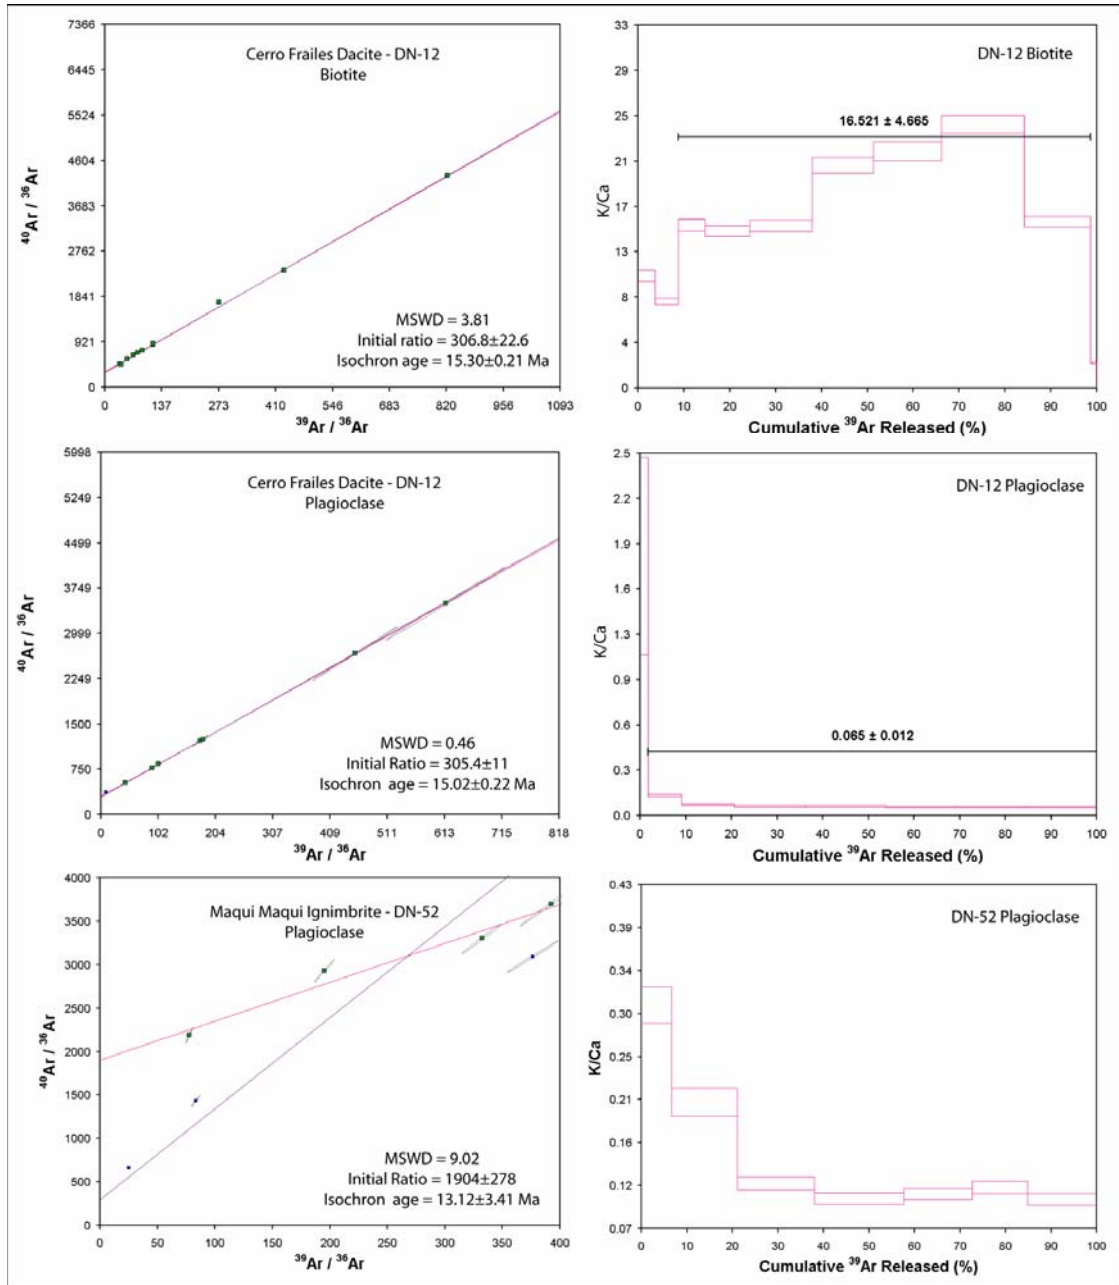 7366
6445
5524
4604
3683
2762
1841
921
0
⁴⁰Ar / ³⁶Ar
Cerro Frailes Dacite - DN-12
Biotite
MSWD = 3.81
Initial ratio = 306.8±22.6
Isochron age = 15.30±0.21 Ma
0 137 273 410 546 683 820 956 1093
³⁹Ar / ³⁶Ar
33
29
25
21
17
13
8
4
0
K/Ca
DN-12 Biotite
16.521 ± 4.665
0 10 20 30 40 50 60 70 80 90 100
Cumulative ³⁹Ar Released (%)
5998
5249
4499
3749
2999
2249
1500
750
0
⁴⁰Ar / ³⁶Ar
Cerro Frailes Dacite - DN-12
Plagioclase
MSWD = 0.46
Initial Ratio = 305.4±11
Isochron age = 15.02±0.22 Ma
0 102 204 307 409 511 613 715 818
³⁹Ar / ³⁶Ar
2.5
2.2
1.9
1.6
1.3
0.9
0.6
0.3
0.0
K/Ca
DN-12 Plagioclase
0.065 ± 0.012
0 10 20 30 40 50 60 70 80 90 100
Cumulative ³⁹Ar Released (%)
4000
3500
3000
2500
2000
1500
1000
500
0
⁴⁰Ar / ³⁶Ar
Maqui Maqui Ignimbrite - DN-52
Plagioclase
MSWD = 9.02
Initial Ratio = 1904±278
Isochron age = 13.12±3.41 Ma
0 50 100 150 200 250 300 350 400
³⁹Ar / ³⁶Ar
0.43
0.39
0.34
0.30
0.25
0.21
0.16
0.12
0.07
K/Ca
DN-52 Plagioclase
0 10 20 30 40 50 60 70 80 90 100
Cumulative ³⁹Ar Released (%)